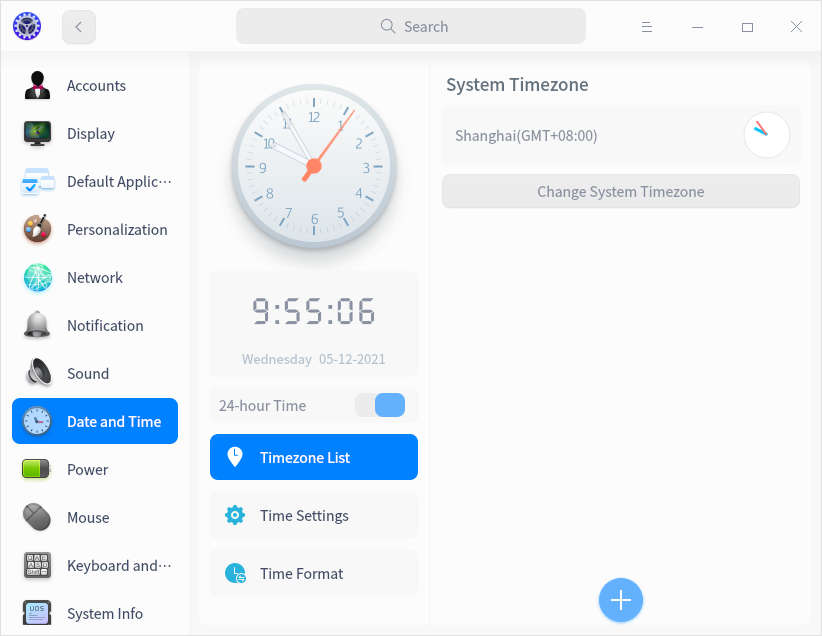 Search
Accounts
Display
Default Applic···
Personalization
Network
Notification
Sound
Date and Time
Power
Mouse
Keyboard and···
UOS
System Info
12
1
2
3
4
5
6
7
8
9
10
11
9:55:06
Wednesday 05-12-2021
24-hour Time
Timezone List
Time Settings
Time Format
System Timezone
Shanghai(GMT+08:00)
Change System Timezone